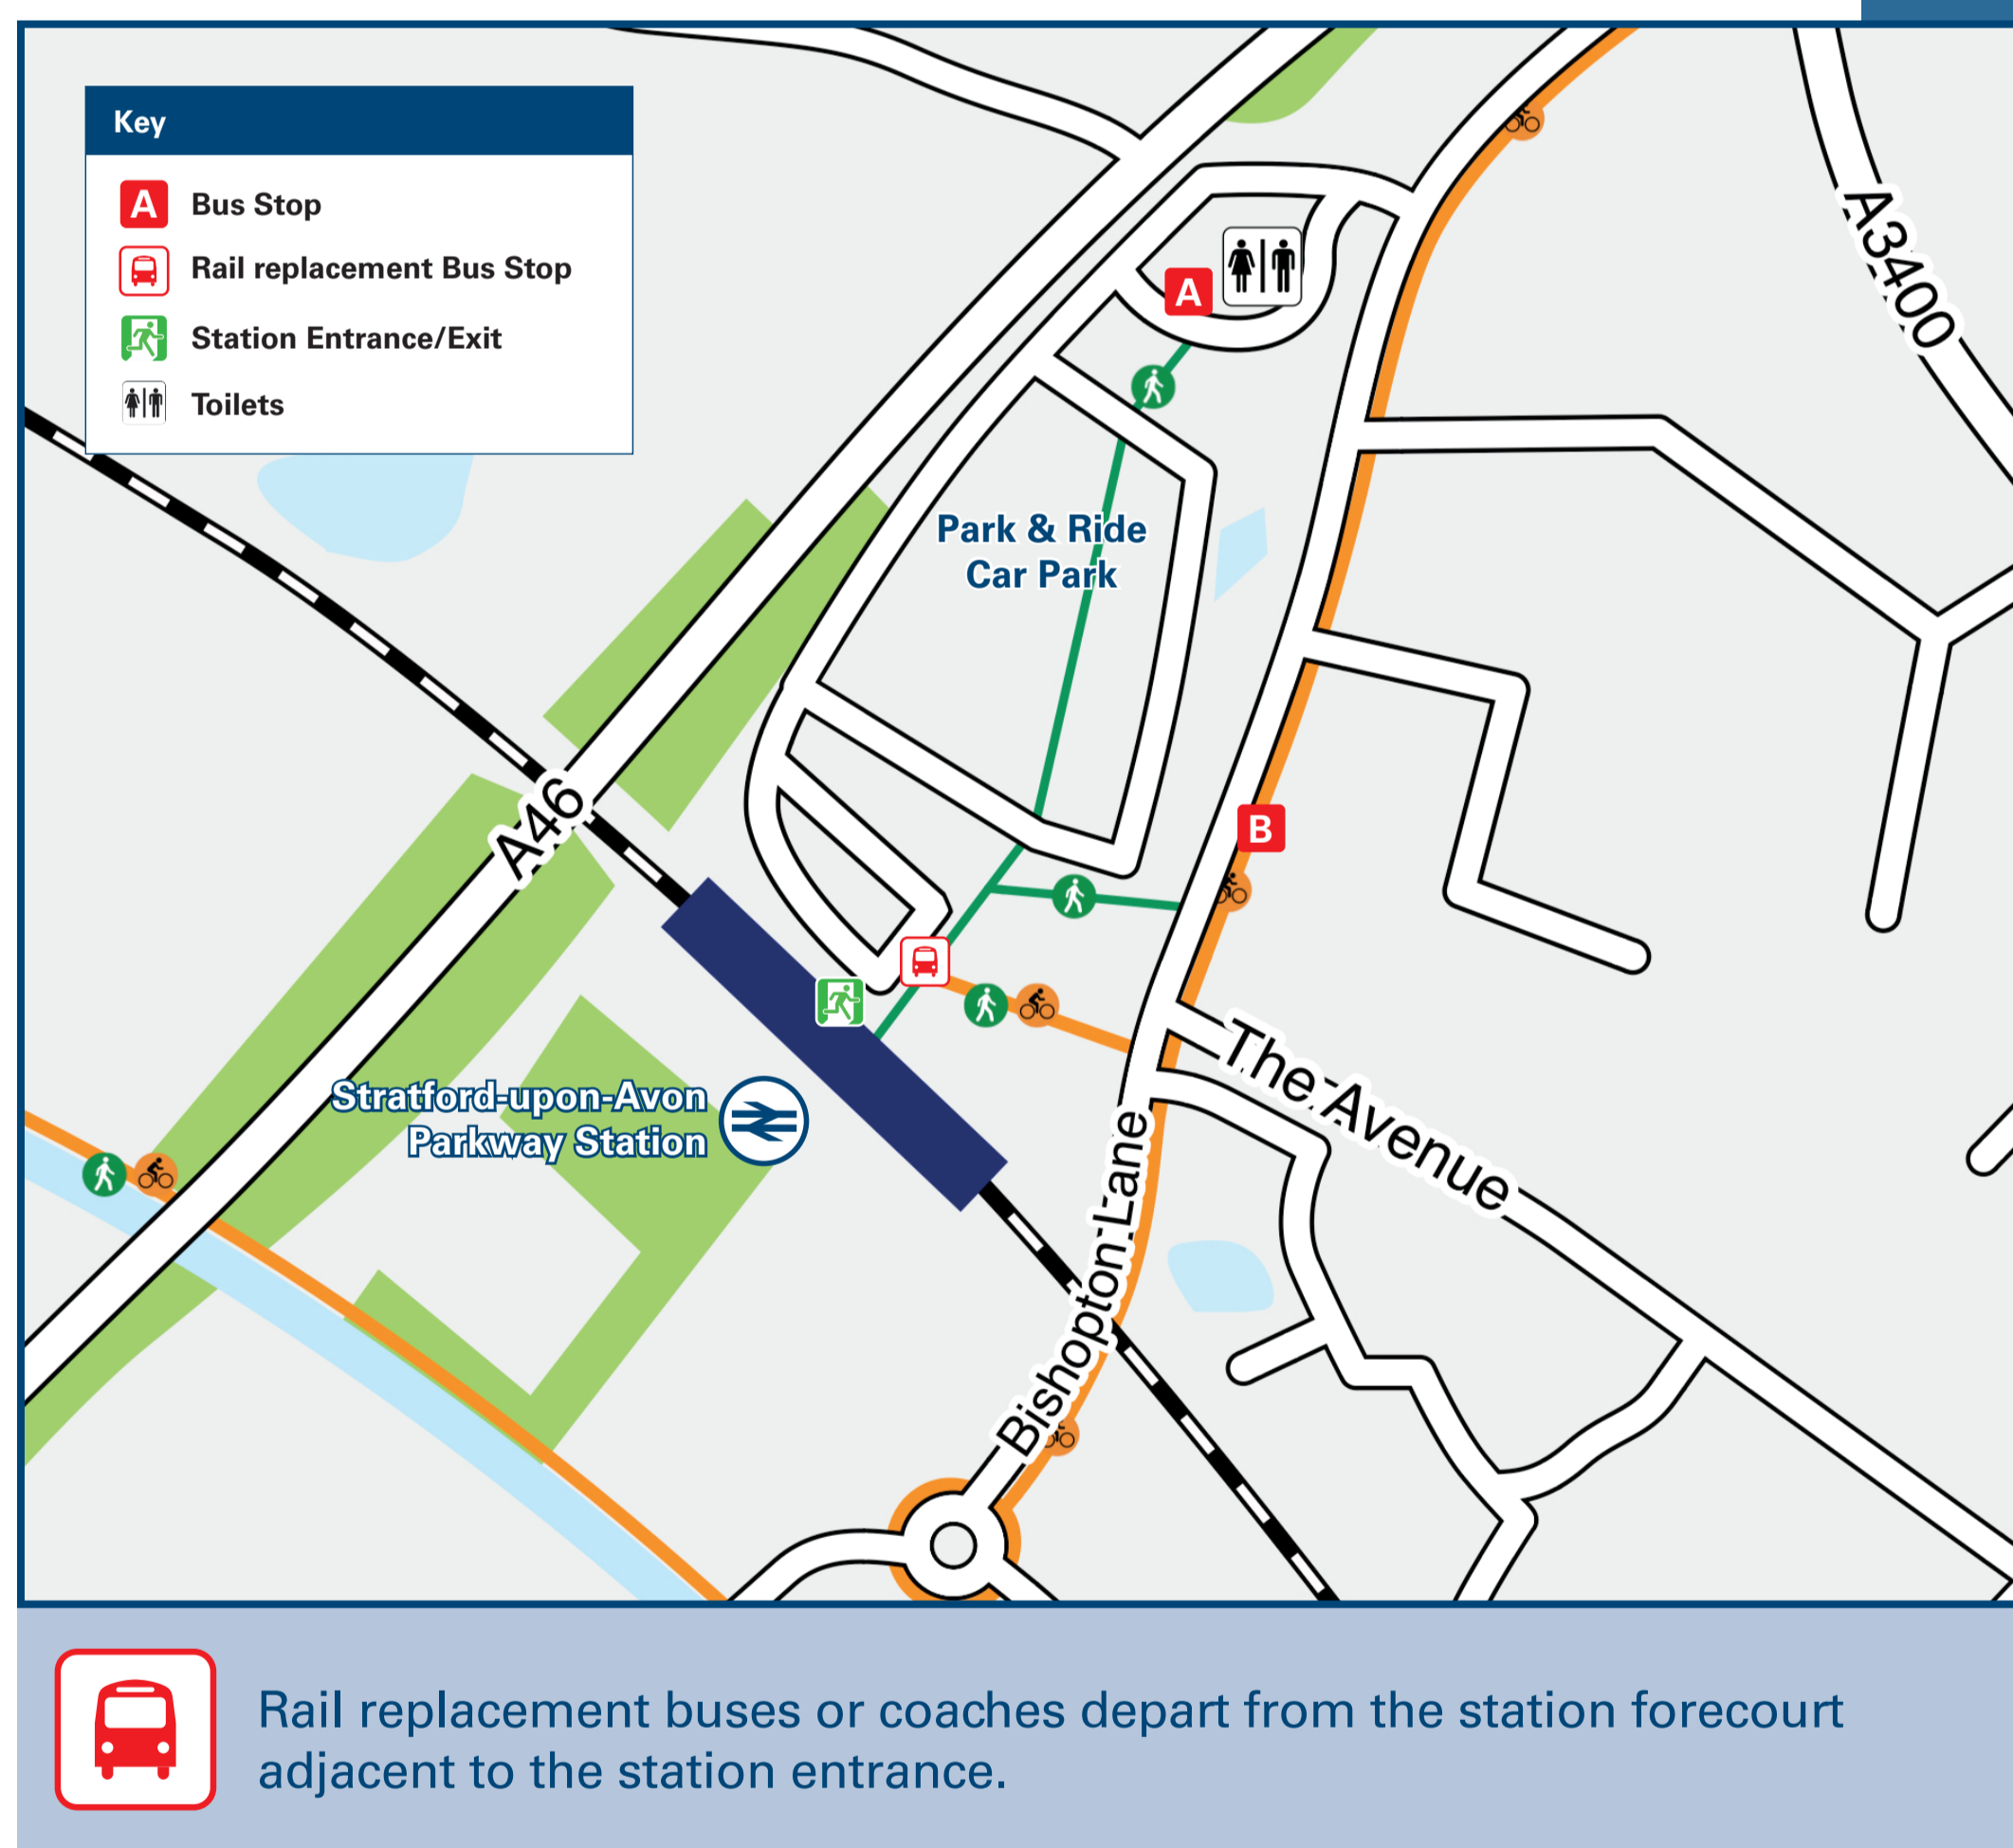 Key
A
Bus Stop
Rail replacement Bus Stop
Station Entrance/Exit
Toilets
A3400
A
Park & Ride
Car Park
A46
B
The Avenue
Stratford-upon-Avon
Parkway Station
Bishopton Lane
Rail replacement buses or coaches depart from the station forecourt
adjacent to the station entrance.